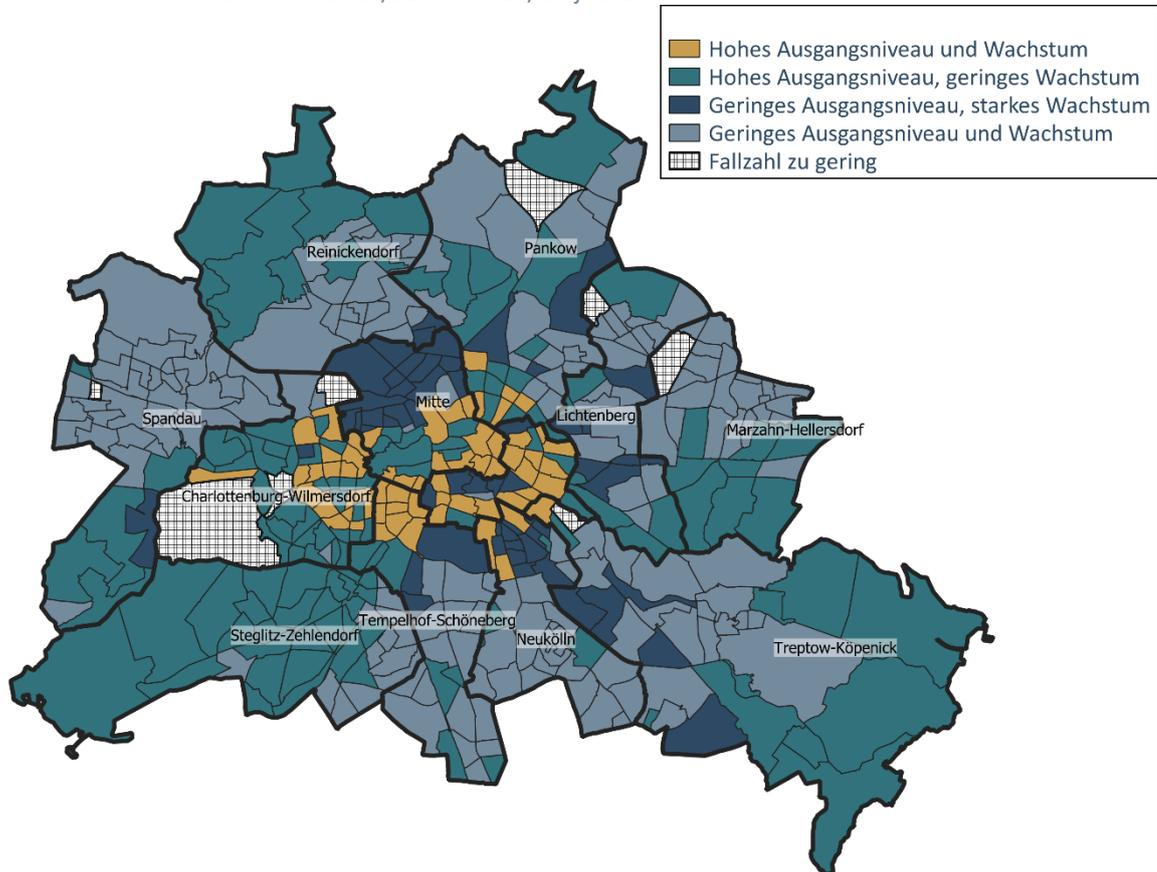 Hohes Ausgangsniveau und Wachstum
Hohes Ausgangsniveau, geringes Wachstum
Geringes Ausgangsniveau, starkes Wachstum
Geringes Ausgangsniveau und Wachstum
Fallzahl zu gering
Reinickendorf
Pankow
Mitte
Lichtenberg
Spandau
Marzahn-Hellersdorf
Charlottenburg-Wilmersdorf
Tempelhof-Schöneberg
Steglitz-Zehlendorf
Neukölln
Treptow-Köpenick